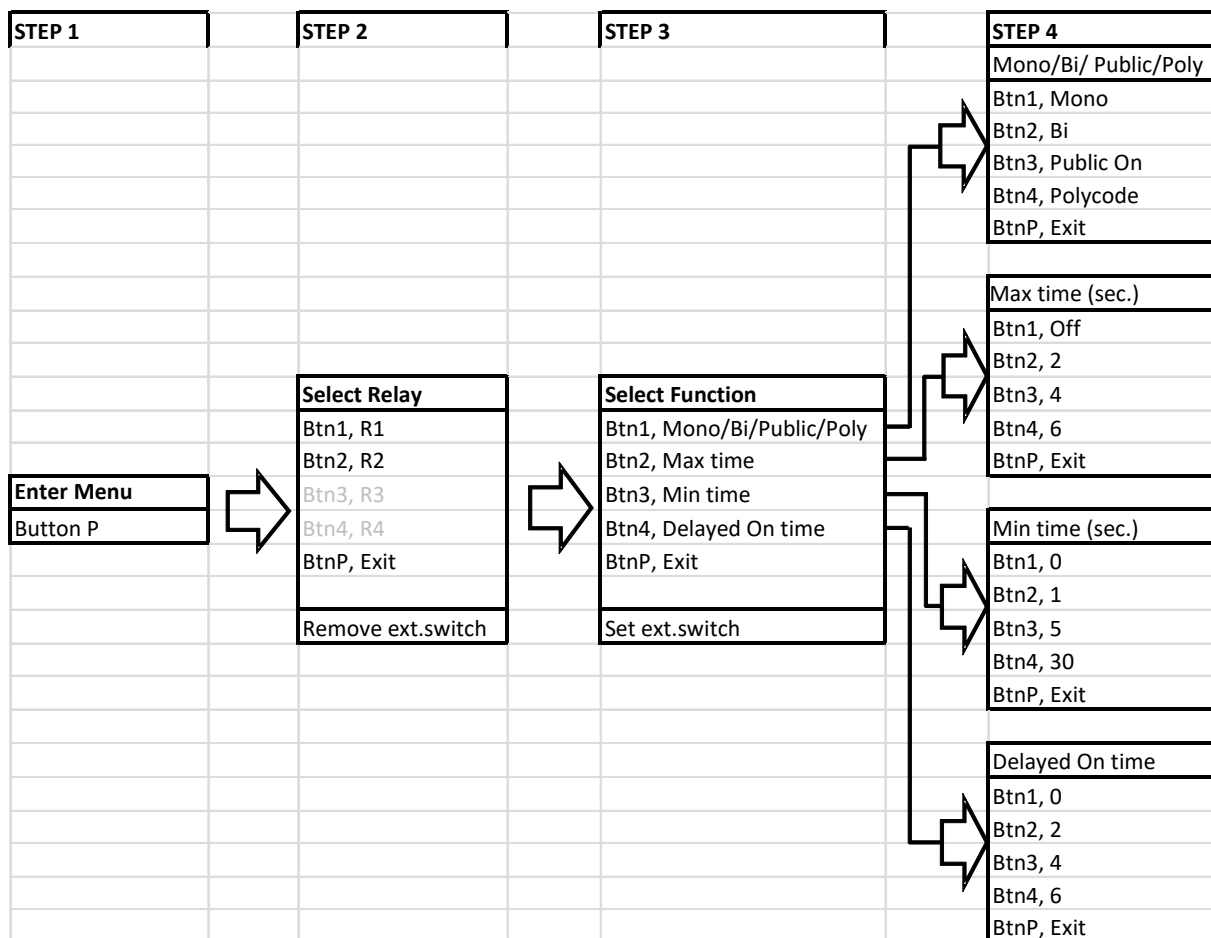 STEP 1
STEP 2
STEP 3
STEP 4
Enter Menu
Button P
Select Relay
Btn1, R1
Btn2, R2
Btn3, R3
Btn4, R4
BtnP, Exit
Remove ext.switch
Select Function
Btn1, Mono/Bi/Public/Poly
Btn2, Max time
Btn3, Min time
Btn4, Delayed On time
BtnP, Exit
Set ext.switch
Mono/Bi/ Public/Poly
Btn1, Mono
Btn2, Bi
Btn3, Public On
Btn4, Polycode
BtnP, Exit
Max time (sec.)
Btn1, Off
Btn2, 2
Btn3, 4
Btn4, 6
BtnP, Exit
Min time (sec.)
Btn1, 0
Btn2, 1
Btn3, 5
Btn4, 30
BtnP, Exit
Delayed On time
Btn1, 0
Btn2, 2
Btn3, 4
Btn4, 6
BtnP, Exit